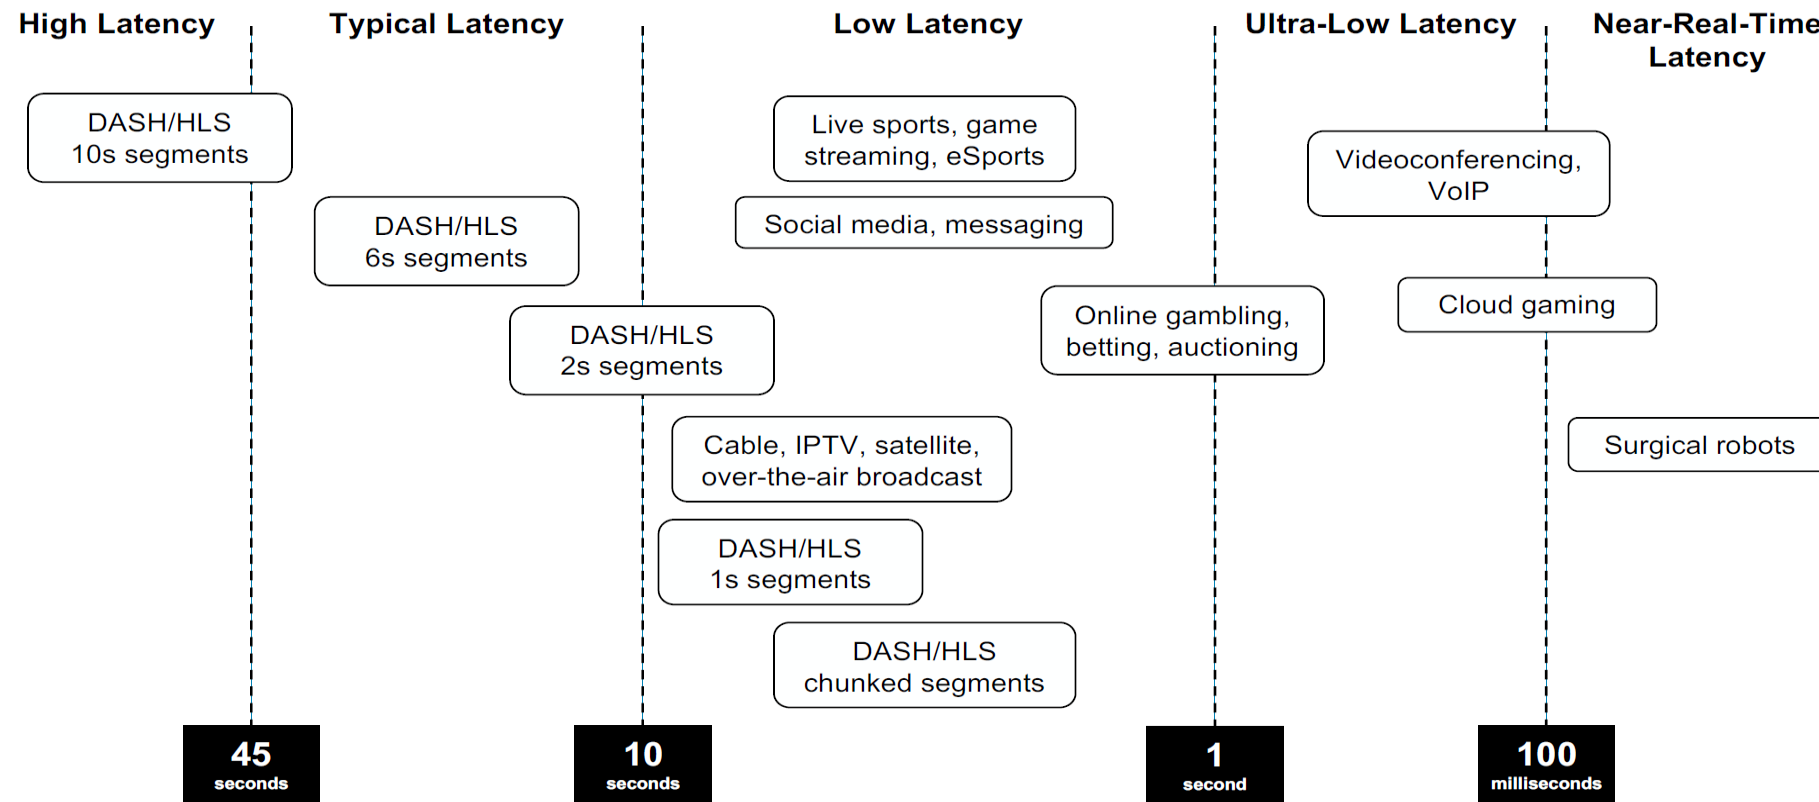 High Latency
Typical Latency
Low Latency
Ultra-Low Latency
Near-Real-Time
Latency
DASH/HLS
10s segments
Live sports, game
streaming, eSports
Videoconferencing,
VoIP
DASH/HLS
6s segments
Social media, messaging
DASH/HLS
2s segments
Online gambling,
betting, auctioning
Cloud gaming
Cable, IPTV, satellite,
over-the-air broadcast
Surgical robots
DASH/HLS
1s segments
DASH/HLS
chunked segments
45
seconds
10
seconds
1
second
100
milliseconds